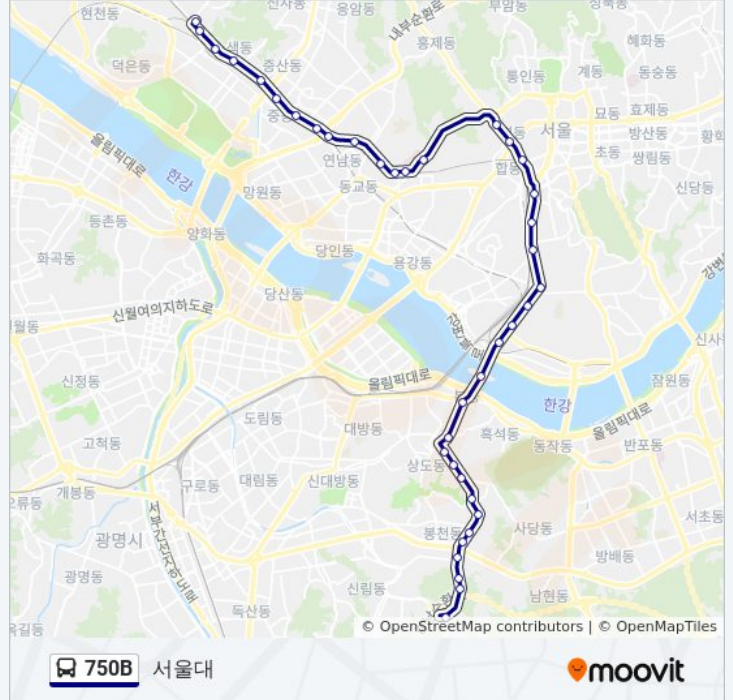 현천동
신사동
응암동
내부순환로
부암동
성북동
덕은동
홍제동
혜화동
증산동
통인동
계동
동숭동
묘동
효제동
서울
방산동
올림픽대로
연남동
합동
초동
쌍림동
한강
망원동
동교동
신당동
등촌동
양화동
당인동
용강동
화곡동
당산동
신월여의지하도로
강변
신사
신정동
올림픽대로
잠원동
한강
올림픽대로
도림동
대방동
흑석동
동작동
반포동
고척동
상도동
개봉동
구로동
대림동
신대방동
서부간선지하도로
봉천동
사당동
서초동
광명시
방배동
광명동
신림동
남현동
독산동
© OpenStreetMap contributors | © OpenMapTiles
750B 서울대
moovit